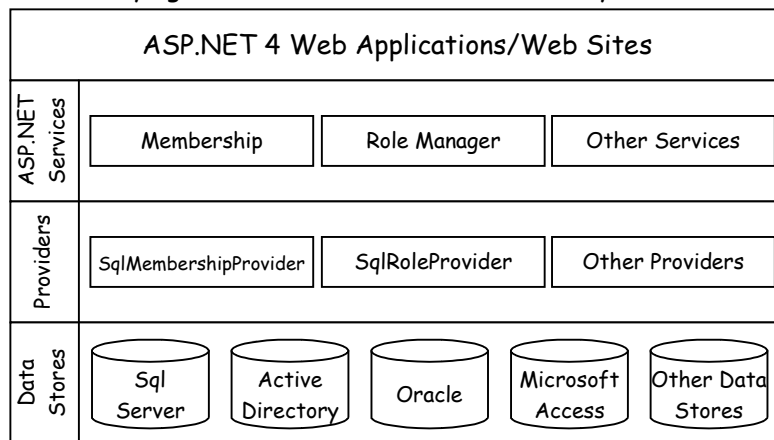 ASP.NET 4 Web Applications/Web Sites
ASP.NET
Services
Membership
Role Manager
Other Services
Providers
SqlMembershipProvider
SqlRoleProvider
Other Providers
Data
Stores
Sql
Server
Active
Directory
Oracle
Microsoft
Access
Other Data
Stores